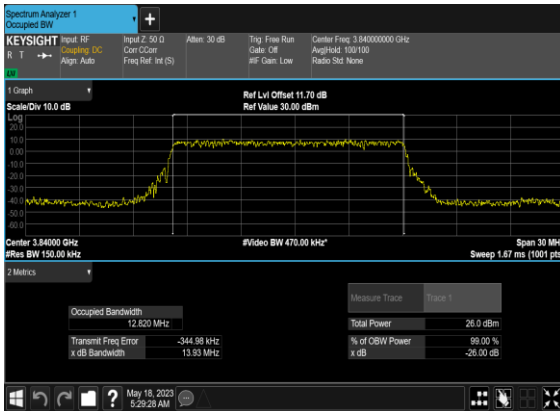 Spectrum Analyzer 1
Occupied BW
KEYSIGHT
R T
LW
Input: RF
Coupling: DC
Align: Auto
Input Z: 50 Ω
Corr CCorr
Freq Ref: Int (S)
Atten: 30 dB
Trig: Free Run
Gate: Off
#IF Gain: Low
Center Freq: 3.840000000 GHz
Avg|Hold: 100/100
Radio Std: None
1 Graph
Scale/Div 10.0 dB
Ref Lvl Offset 11.70 dB
Ref Value 30.00 dBm
Log
20.0
10.0
0.00
-10.0
-20.0
-30.0
-40.0
-50.0
-60.0
Center 3.84000 GHz
#Res BW 150.00 kHz
#Video BW 470.00 kHz*
Span 30 MH
Sweep 1.67 ms (1001 pts
2 Metrics
Measure Trace
Trace 1
Occupied Bandwidth
12.820 MHz
Total Power
26.0 dBm
Transmit Freq Error
-344.98 kHz
% of OBW Power
99.00 %
x dB Bandwidth
13.93 MHz
x dB
-26.00 dB
?
May 18, 2023
5:29:28 AM